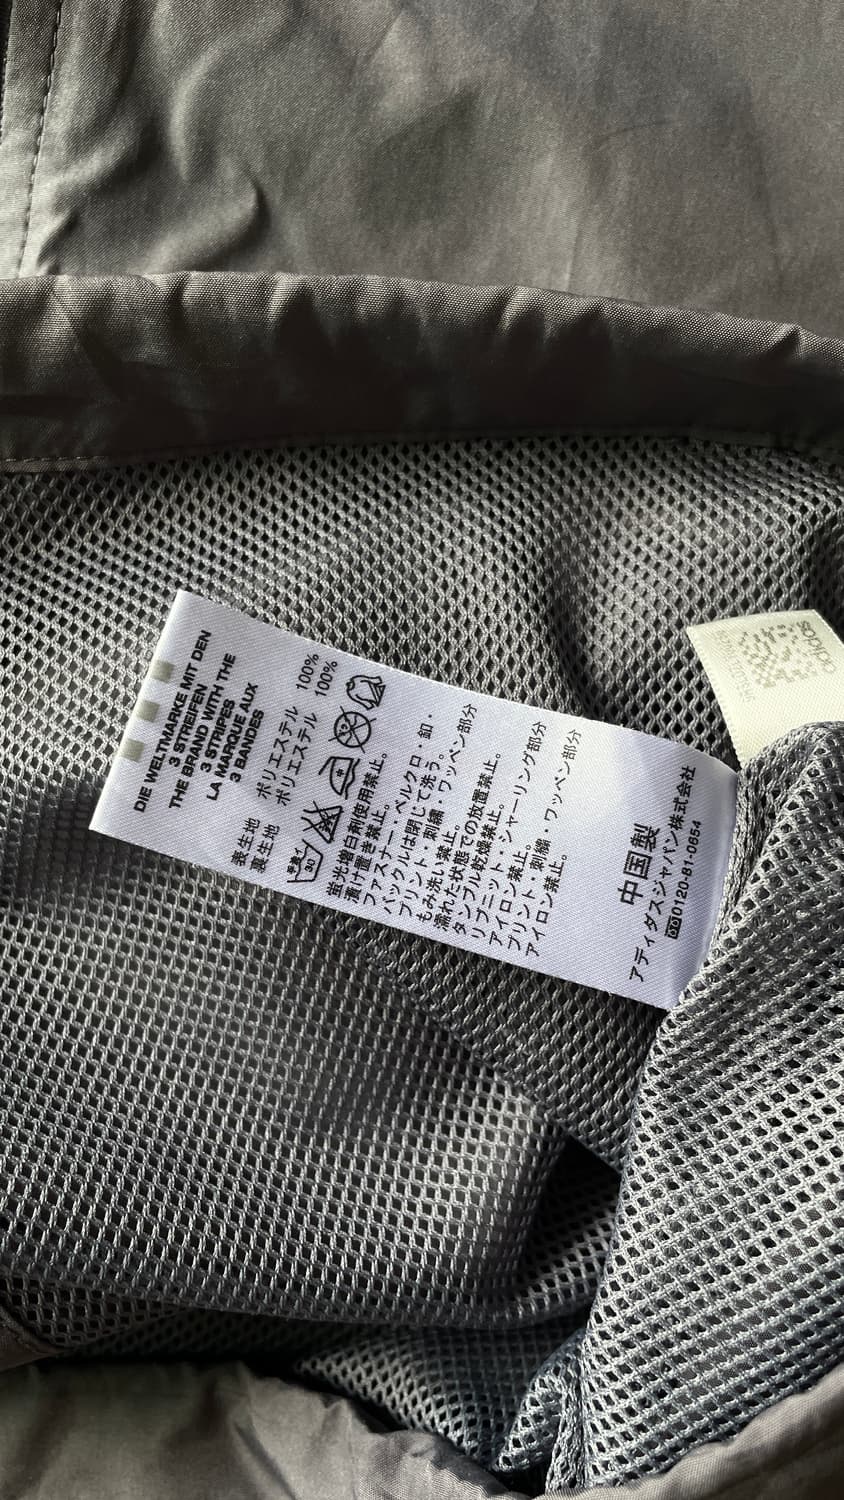 DIE WELTMARKE MIT DEN
3 STREIFEN
THE BRAND WITH THE
3 STRIPES
LA MARQUE AUX
3 BANDES
表生地 ポリエステル 100%
裏生地 ポリエステル 100%
手洗イ
30
蛍光増白剤使用禁止。
漬け置き禁止。
ファスナー・ベルクロ・釦・
バックルは閉じて洗う。
プリント・刺繍・ワッペン部分
もみ洗い禁止。
濡れた状態での放置禁止。
タンブル乾燥禁止。
リブニット・シャーリング部分
アイロン禁止。
プリント・刺繍・ワッペン部分
アイロン禁止。
中国製
アディダスジャパン株式会社
0120-81-0654
adidas